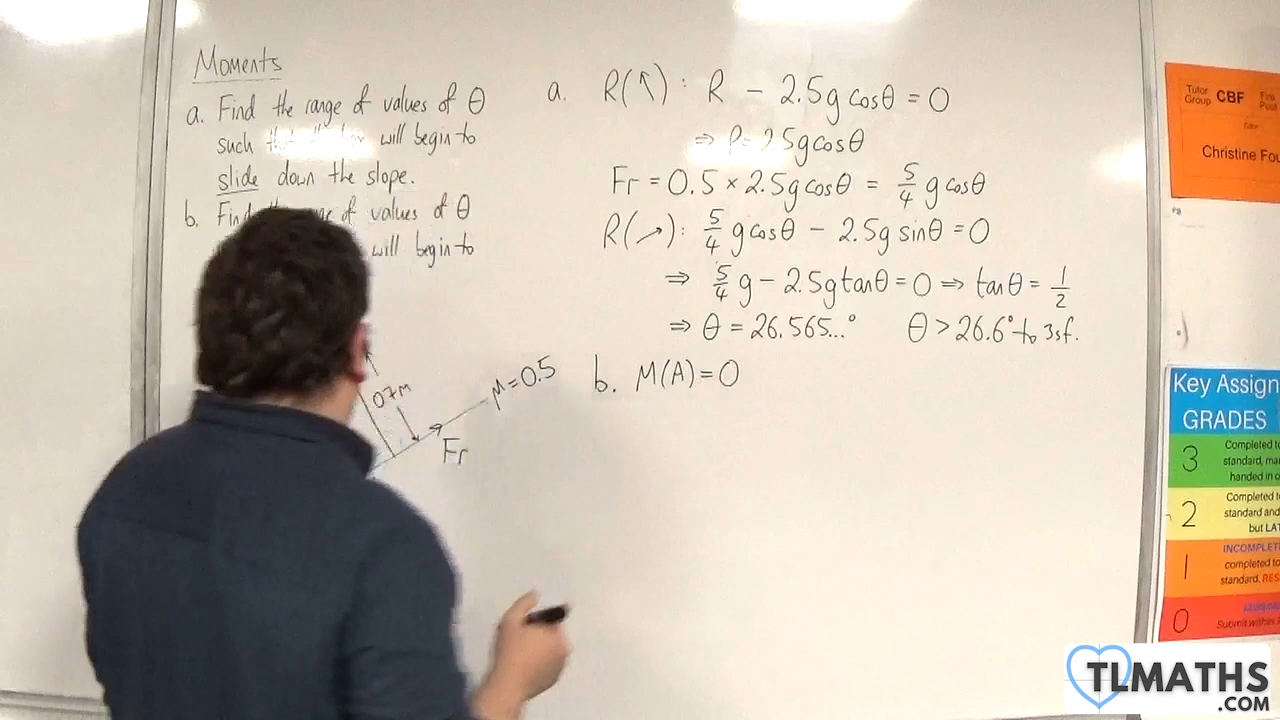 Moments
a. Find the range of values of θ
such will begin to
slide down the slope.
b. Find of values of θ
will begin to
0.7m
μ=0.5
Fr
a. R(↖): R - 2.5g cosθ = 0
⇒ 2.5g cosθ
Fr = 0.5 × 2.5g cosθ = 5/4 g cosθ
R(↗): 5/4 g cosθ - 2.5g sinθ = 0
⇒ 5/4 g - 2.5g tanθ = 0 ⇒ tanθ = 1/2
⇒ θ = 26.565...° θ > 26.6° to 3sf.
b. M(A) = 0
Tutor
Group CBF
Christine
Key Assign
GRADES
3 Completed to
standard,
handed in
2 Completed
standard and
but LAT
1 INCOMPLET
completed to
standard. RES
0
TLMATHS
.COM